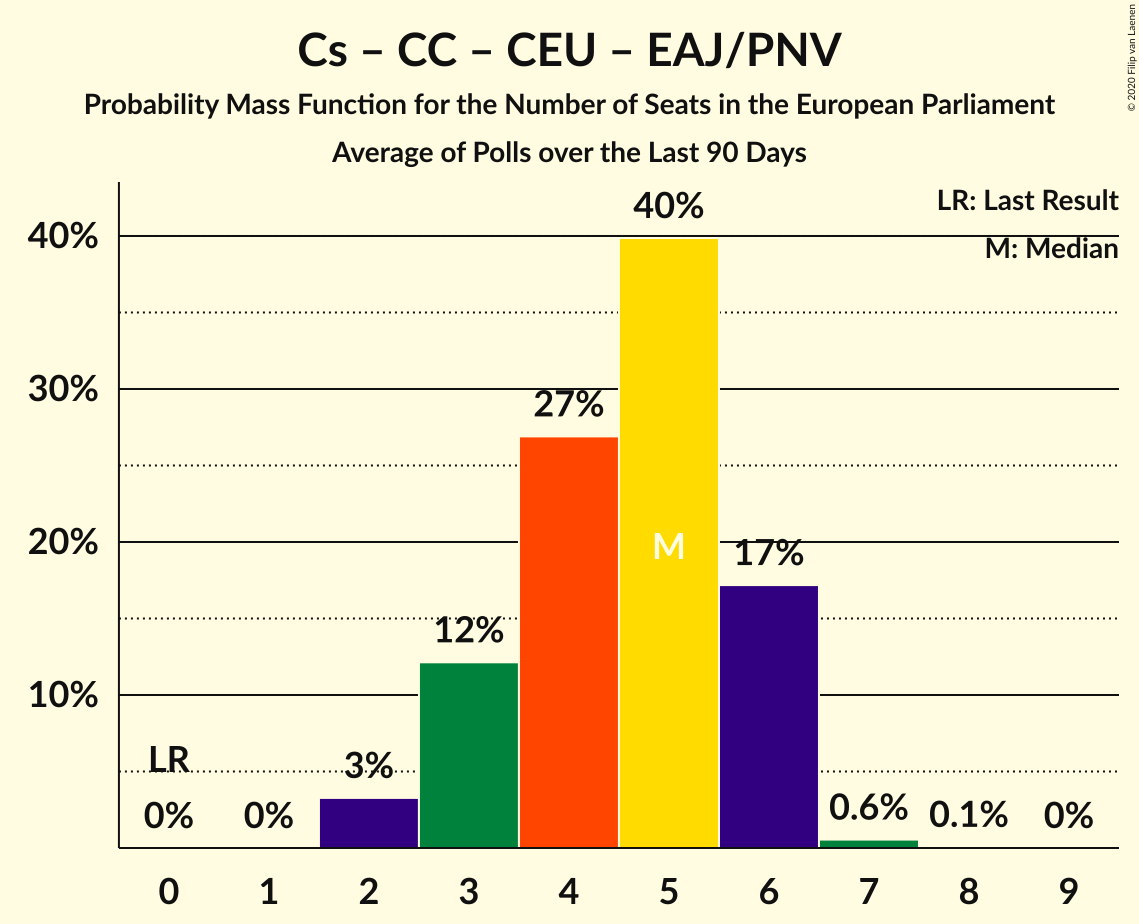 Cs – CC – CEU – EAJ/PNV
Probability Mass Function for the Number of Seats in the European Parliament
Average of Polls over the Last 90 Days
© 2020 Filip van Laenen
LR: Last Result
M: Median
40%
30%
20%
10%
LR
0%
0%
3%
12%
27%
40%
M
17%
0.6%
0.1%
0%
0 1 2 3 4 5 6 7 8 9